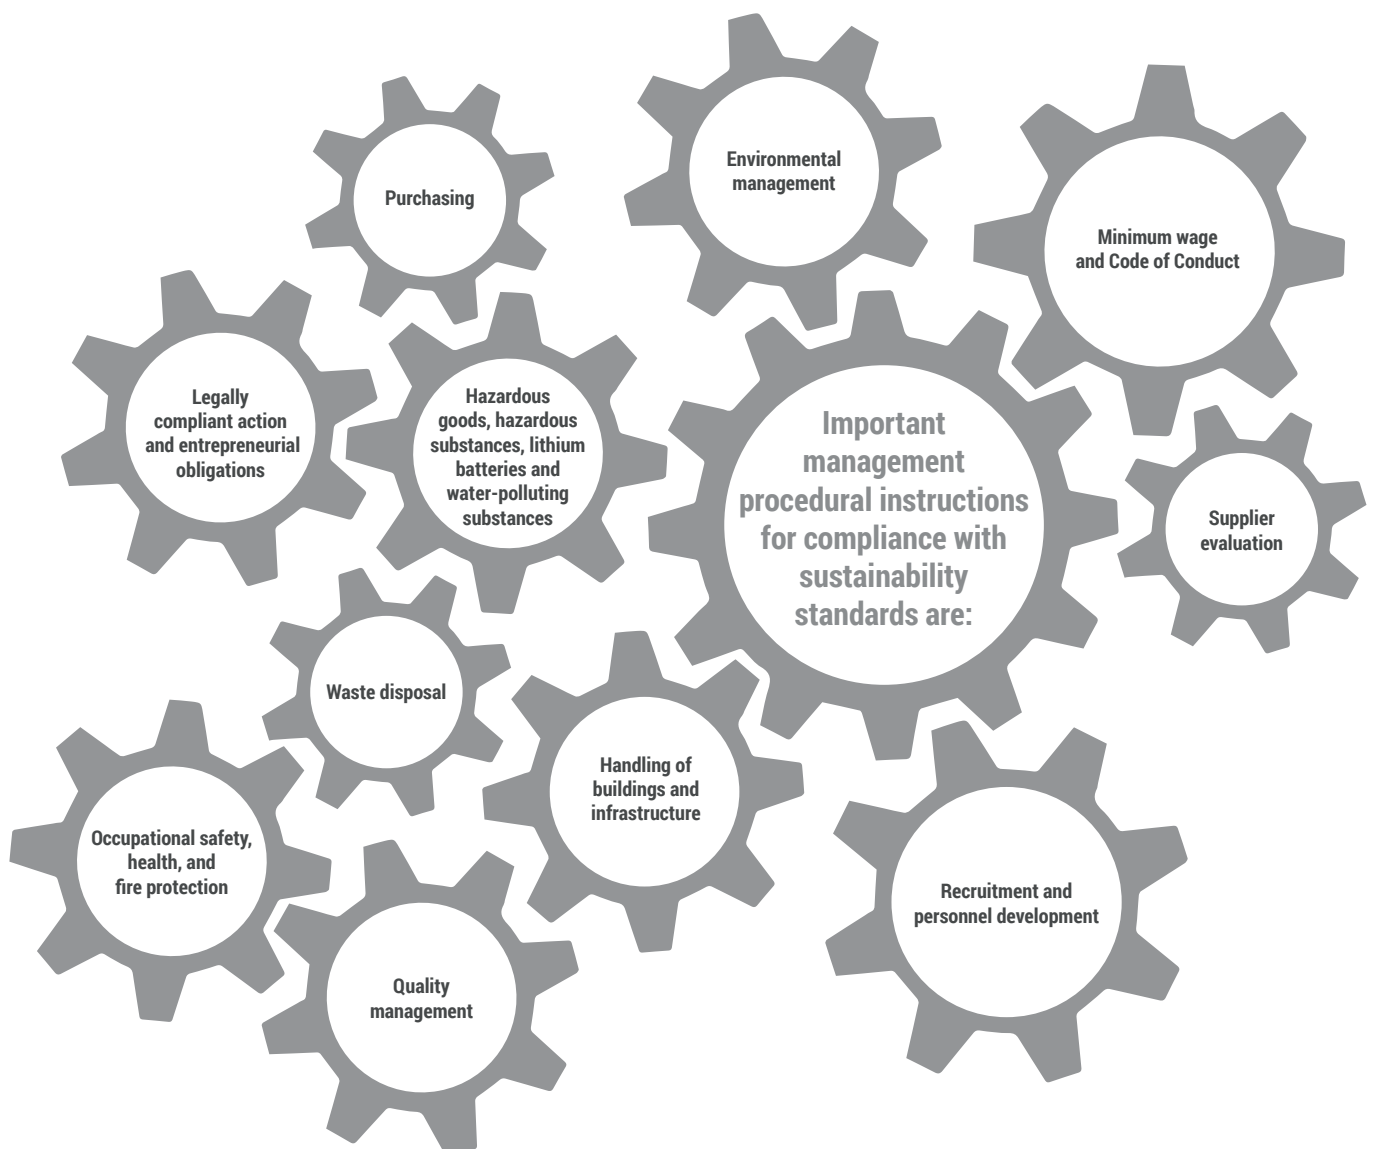 Purchasing
Environmental
management
Minimum wage
and Code of Conduct
Legally
compliant action
and entrepreneurial
obligations
Hazardous
goods, hazardous
substances, lithium
batteries and
water-polluting
substances
Important
management
procedural instructions
for compliance with
sustainability
standards are:
Supplier
evaluation
Waste disposal
Handling of
buildings and
infrastructure
Occupational safety,
health, and
fire protection
Recruitment and
personnel development
Quality
management